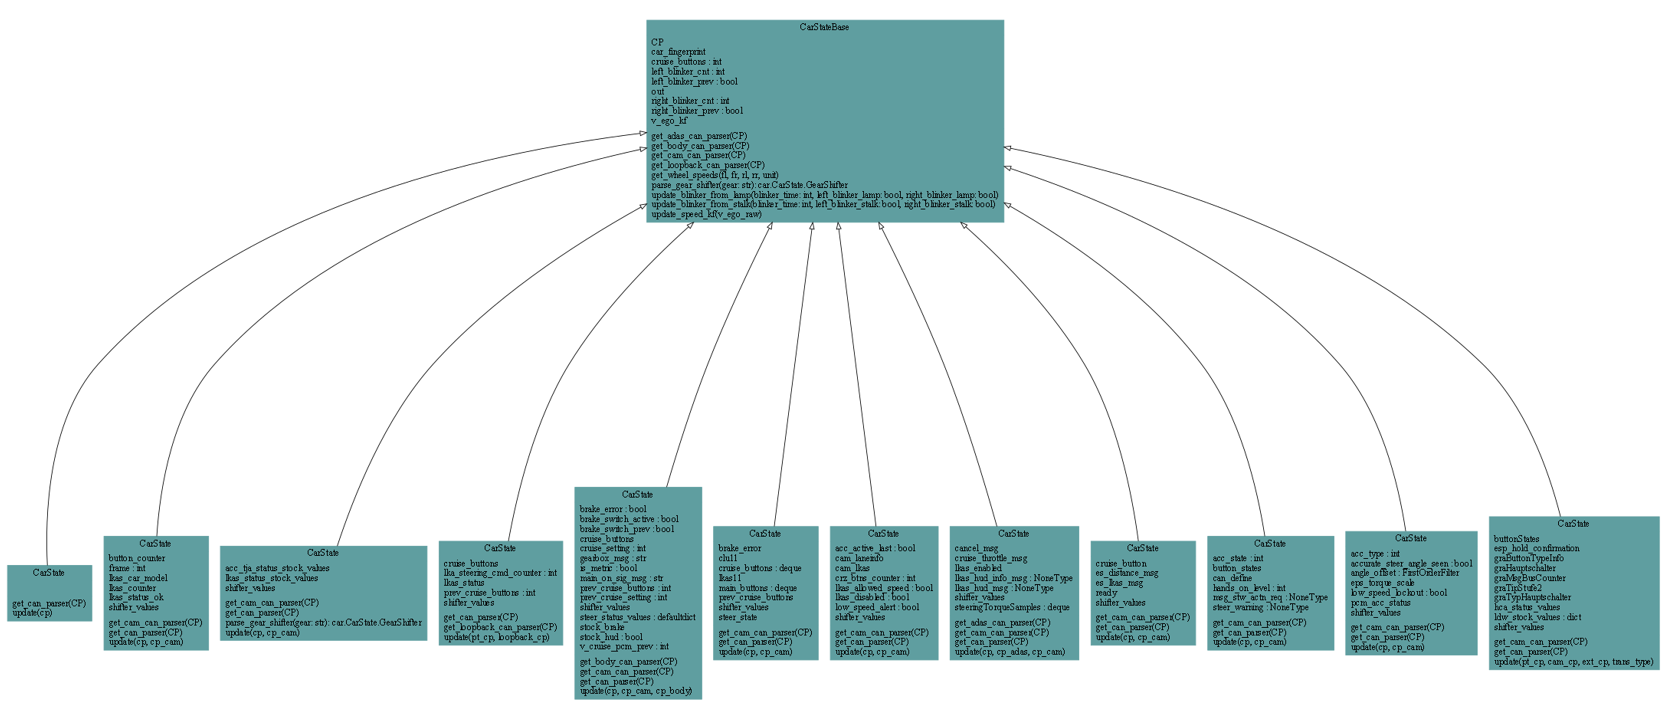 CarStateBase
CP
car_fingerprint
cruise_buttons : int
left_blinker_cnt : int
left_blinker_prev : bool
out
right_blinker_cnt : int
right_blinker_prev : bool
v_ego_kf
get_adas_can_parser(CP)
get_body_can_parser(CP)
get_cam_can_parser(CP)
get_loopback_can_parser(CP)
get_wheel_speeds(fl, fr, rl, rr, unit)
parse_gear_shifter(gear: str): car.CarState.GearShifter
update_blinker_from_lamp(blinker_time: int, left_blinker_lamp: bool, right_blinker_lamp: bool)
update_blinker_from_stalk(blinker_time: int, left_blinker_stalk: bool, right_blinker_stalk: bool)
update_speed_kf(v_ego_raw)
CarState
get_can_parser(CP)
update(cp)
CarState
button_counter
frame : int
lkas_car_model
lkas_counter
lkas_status_ok
shifter_values
get_cam_can_parser(CP)
get_can_parser(CP)
update(cp, cp_cam)
CarState
acc_tja_status_stock_values
lkas_status_stock_values
shifter_values
get_cam_can_parser(CP)
get_can_parser(CP)
parse_gear_shifter(gear: str): car.CarState.GearShifter
update(cp, cp_cam)
CarState
cruise_buttons
lka_steering_cmd_counter : int
lkas_status
prev_cruise_buttons : int
shifter_values
get_can_parser(CP)
get_loopback_can_parser(CP)
update(pt_cp, loopback_cp)
CarState
brake_error : bool
brake_switch_active : bool
brake_switch_prev : bool
cruise_buttons
cruise_setting : int
gearbox_msg : str
is_metric : bool
main_on_sig_msg : str
prev_cruise_buttons : int
prev_cruise_setting : int
shifter_values
steer_status_values : defaultdict
stock_brake
stock_hud : bool
v_cruise_pcm_prev : int
get_body_can_parser(CP)
get_cam_can_parser(CP)
get_can_parser(CP)
update(cp, cp_cam, cp_body)
CarState
brake_error
clu11
cruise_buttons : deque
lkas11
main_buttons : deque
prev_cruise_buttons
shifter_values
steer_state
get_cam_can_parser(CP)
get_can_parser(CP)
update(cp, cp_cam)
CarState
acc_active_last : bool
cam_laneinfo
cam_lkas
crz_btns_counter : int
lkas_allowed_speed : bool
lkas_disabled : bool
low_speed_alert : bool
shifter_values
get_cam_can_parser(CP)
get_can_parser(CP)
update(cp, cp_cam)
CarState
cancel_msg
cruise_throttle_msg
lkas_enabled
lkas_hud_info_msg : NoneType
lkas_hud_msg : NoneType
shifter_values
steeringTorqueSamples : deque
get_adas_can_parser(CP)
get_cam_can_parser(CP)
get_can_parser(CP)
update(cp, cp_adas, cp_cam)
CarState
cruise_button
es_distance_msg
es_lkas_msg
ready
shifter_values
get_cam_can_parser(CP)
get_can_parser(CP)
update(cp, cp_cam)
CarState
acc_state : int
button_states
can_define
hands_on_level : int
msg_stw_actn_req : NoneType
steer_warning : NoneType
get_cam_can_parser(CP)
get_can_parser(CP)
update(cp, cp_cam)
CarState
acc_type : int
accurate_steer_angle_seen : bool
angle_offset : FirstOrderFilter
eps_torque_scale
low_speed_lockout : bool
pcm_acc_status
shifter_values
get_cam_can_parser(CP)
get_can_parser(CP)
update(cp, cp_cam)
CarState
buttonStates
esp_hold_confirmation
graButtonTypeInfo
graHauptschalter
graMsgBusCounter
graTipStufe2
graTypHauptschalter
hca_status_values
ldw_stock_values : dict
shifter_values
get_cam_can_parser(CP)
get_can_parser(CP)
update(pt_cp, cam_cp, ext_cp, trans_type)